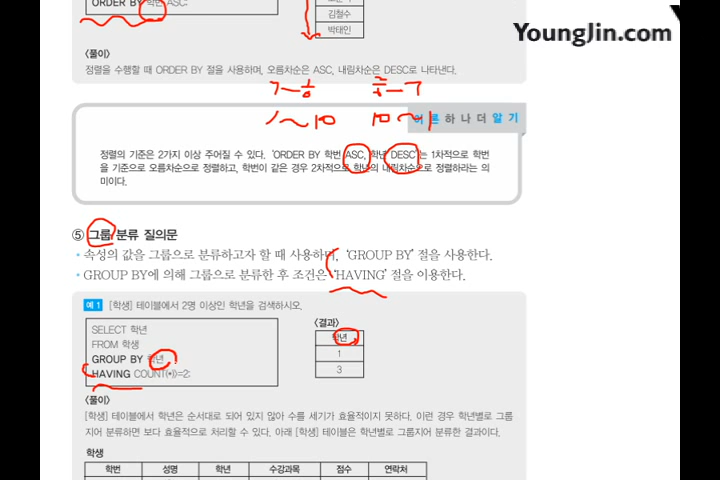 ORDER BY 학번 ASC;
김철수
박태인
YoungJin.com
<풀이>
정렬을 수행할 때 ORDER BY 절을 사용하며, 오름차순은 ASC, 내림차순은 DESC로 나타낸다.
1~10 10~1
이론하나더알기
정렬의 기준은 2가지 이상 주어질 수 있다. 'ORDER BY 학번 ASC, 학년 DESC'는 1차적으로 학번
을 기준으로 오름차순으로 정렬하고, 학번이 같은 경우 2차적으로 학년의 내림차순으로 정렬하라는 의
미이다.
⑤ 그룹 분류 질의문
• 속성의 값을 그룹으로 분류하고자 할 때 사용하며, 'GROUP BY' 절을 사용한다.
• GROUP BY에 의해 그룹으로 분류한 후 조건은 'HAVING' 절을 이용한다.
예 1 [학생] 테이블에서 2명 이상인 학년을 검색하시오.
SELECT 학년
FROM 학생
GROUP BY 학년
HAVING COUNT(*)>=2;
<결과>
학년
1
3
<풀이>
[학생] 테이블에서 학년은 순서대로 되어 있지 않아 수를 세기가 효율적이지 못하다. 이런 경우 학년별로 그룹
지어 분류하면 보다 효율적으로 처리할 수 있다. 아래 [학생] 테이블은 학년별로 그룹지어 분류한 결과이다.
학생
학번 성명 학년 수강과목 점수 연락처